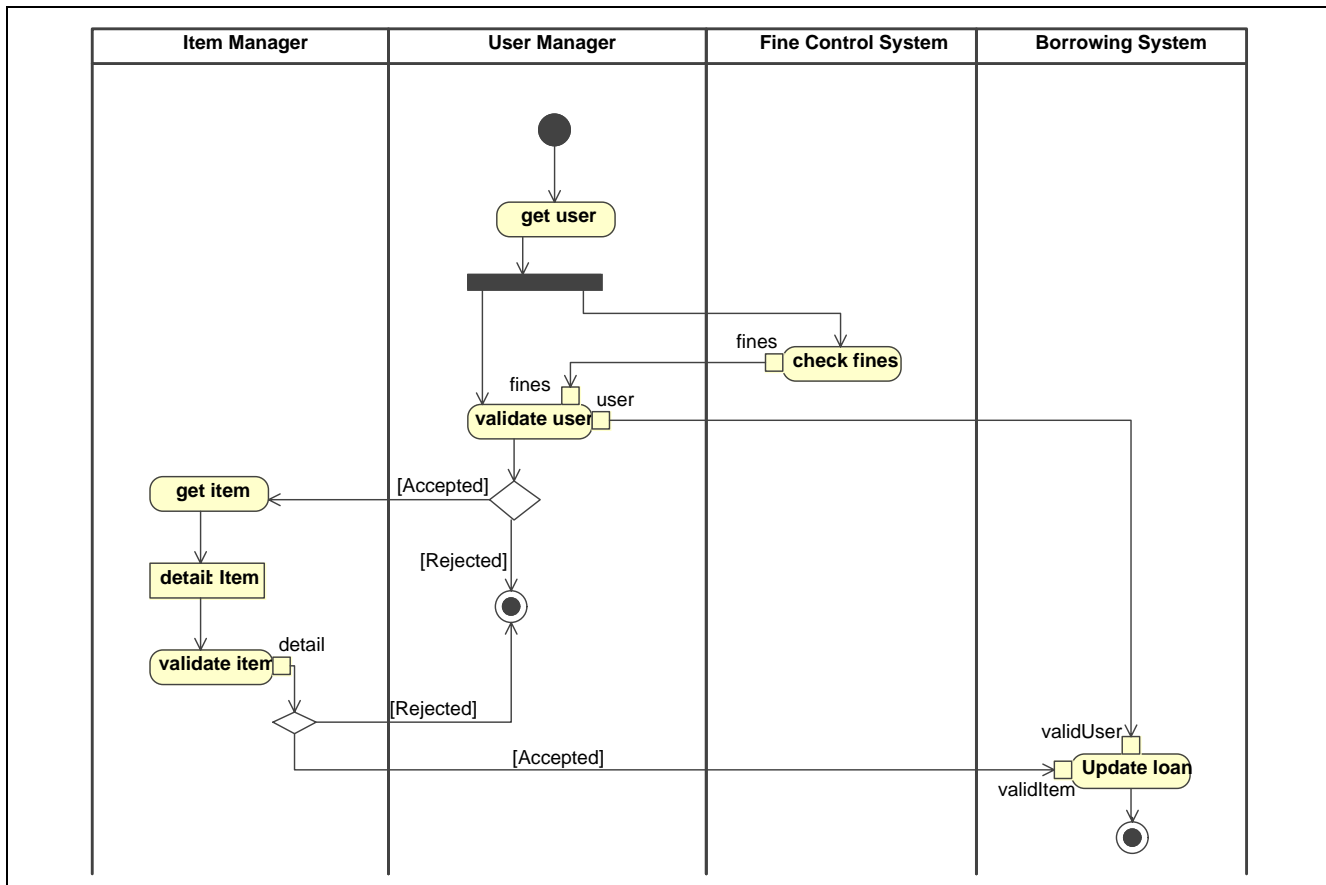 Item Manager
User Manager
Fine Control System
Borrowing System
get user
fines
check fines
fines
user
validate user
[Accepted]
get item
[Rejected]
detail: Item
detail
validate item
[Rejected]
validUser
[Accepted]
Update loan
validItem